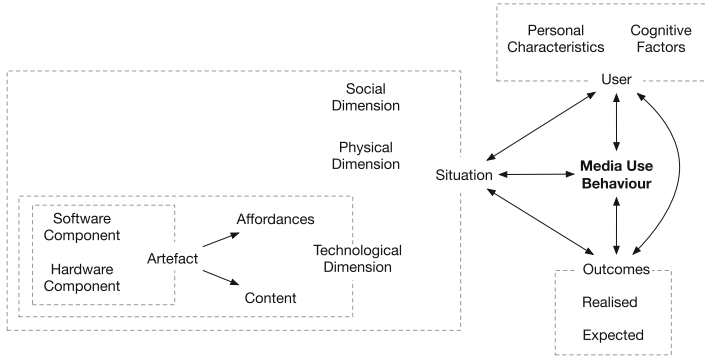 Personal
Characteristics
Cognitive
Factors
User
Social
Dimension
Physical
Dimension
Situation
Media Use
Behaviour
Software
Component
Hardware
Component
Artefact
Affordances
Content
Technological
Dimension
Outcomes
Realised
Expected